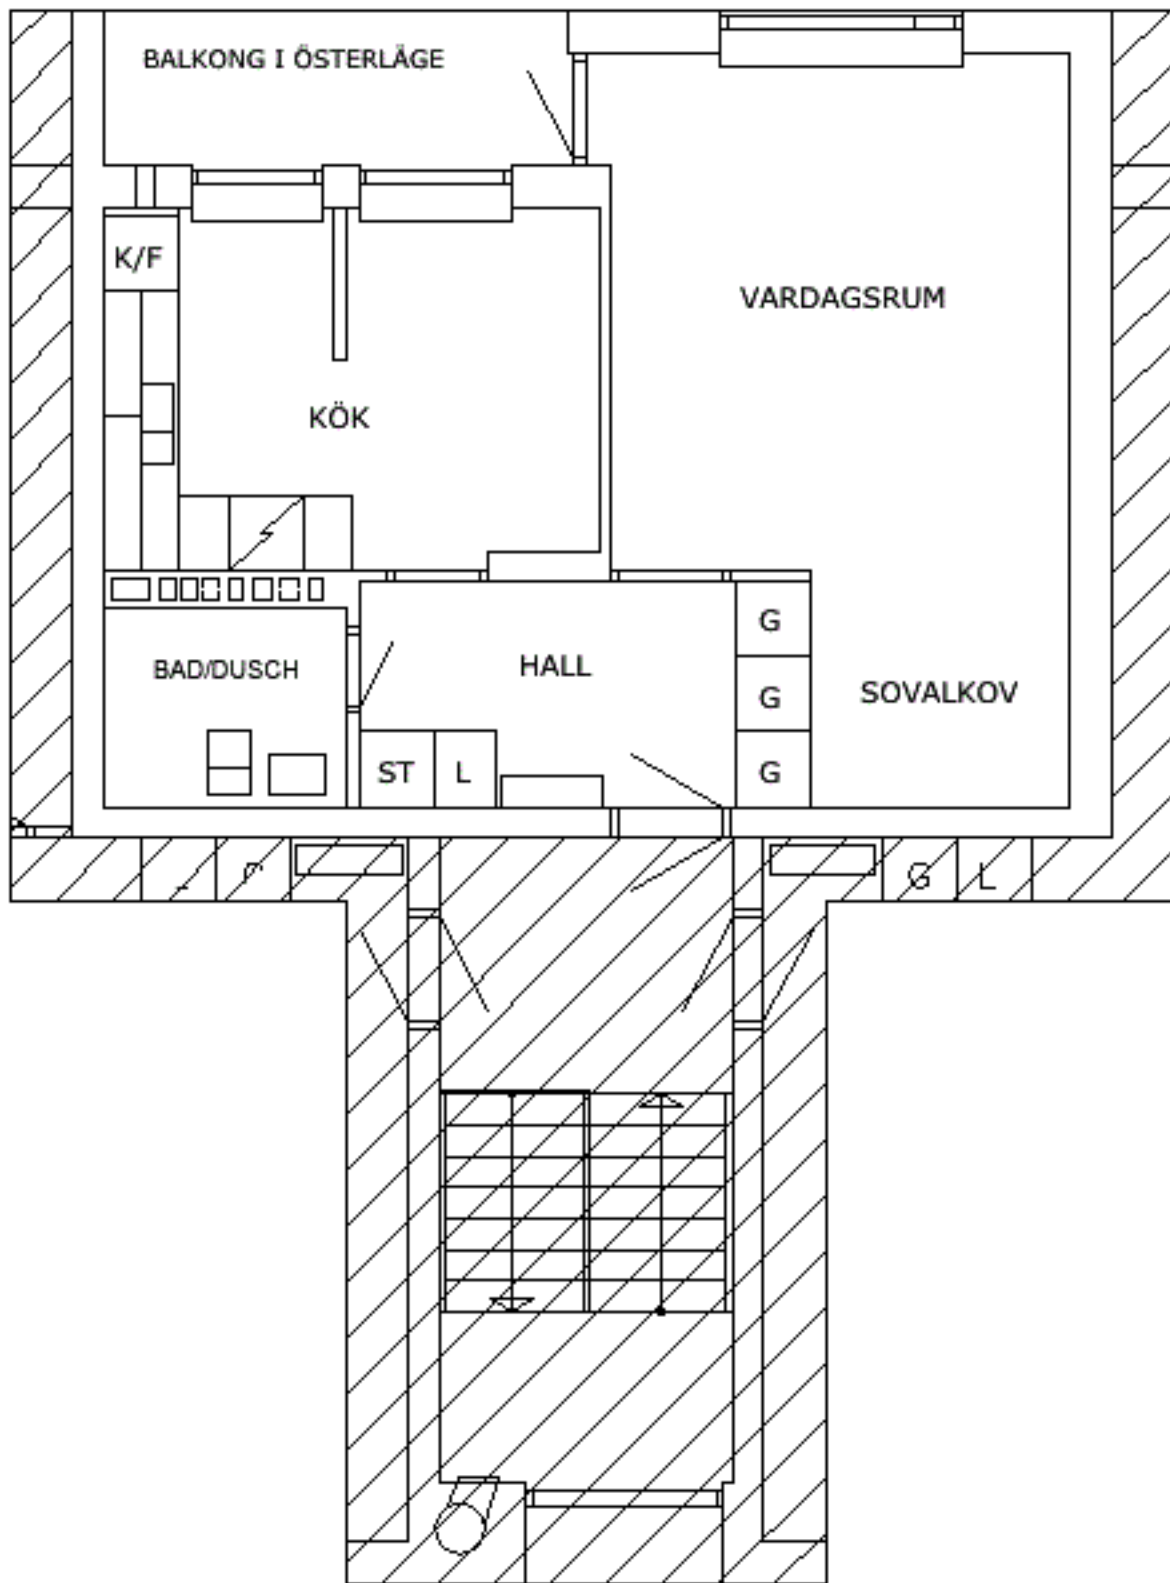 BALKONG I ÖSTERLÄGE
K/F
VARDAGSRUM
KÖK
G
BAD/DUSCH
HALL
G
SOVALKOV
ST
L
G
G
L